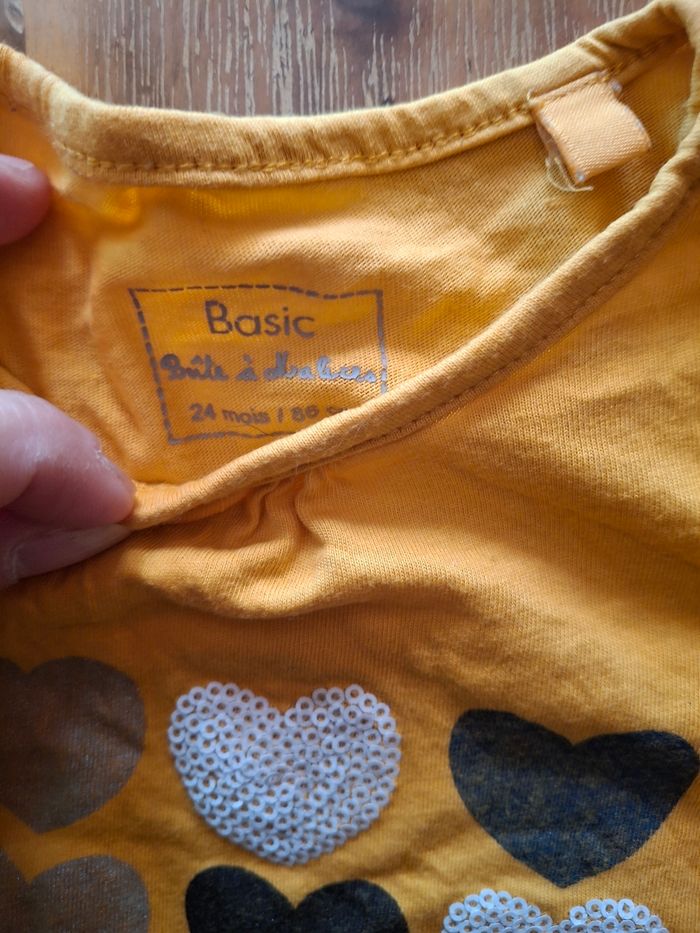 Basic
Boîte à Malices
24 mois / 86 c